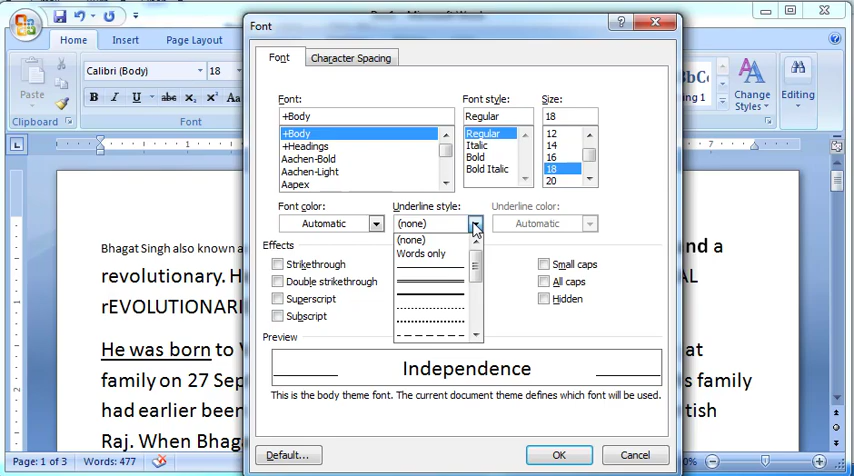 Font
Home
Insert
Page Layout
Font
Character Spacing
Calibri (Body)
18
Paste
B I U abc X₂ X² Aa
Clipboard
Font
Change
Styles
Editing
Font:
Font style:
Size:
+Body
Regular
18
+Body
+Headings
Aachen-Bold
Aachen-Light
Aapex
Regular
Italic
Bold
Bold Italic
12
14
16
18
20
Font color:
Underline style:
Underline color:
Automatic
(none)
Automatic
(none)
Words only
Effects
Strikethrough
Double strikethrough
Superscript
Subscript
Small caps
All caps
Hidden
Preview
Independence
This is the body theme font. The current document theme defines which font will be used.
Default...
OK
Cancel
Bhagat Singh also known a
nd a
revolutionary. H
AL
rEVOLUTIONARI
He was born to V
at
family on 27 Sep
s family
had earlier been
tish
Raj. When Bhag
Page: 1 of 3
Words: 477